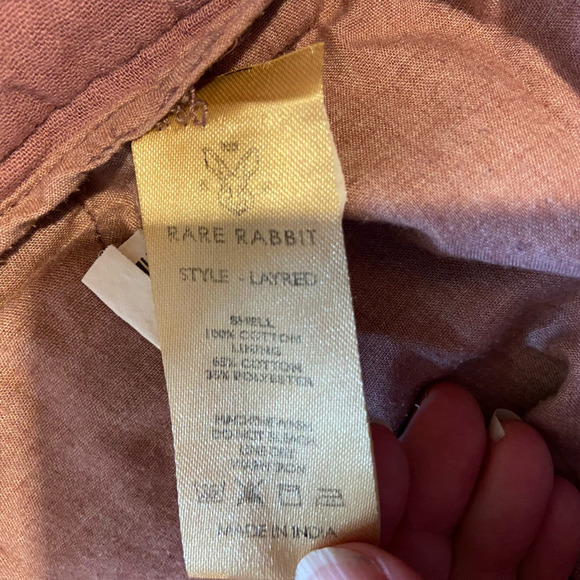 RARE RABBIT
STYLE - LAYRED
SHELL
100% COTTON
LINING
65% COTTON
35% POLYESTER
MACHINE WASH
DO NOT BLEACH
LINE DRY
WARM IRON
MADE IN INDIA